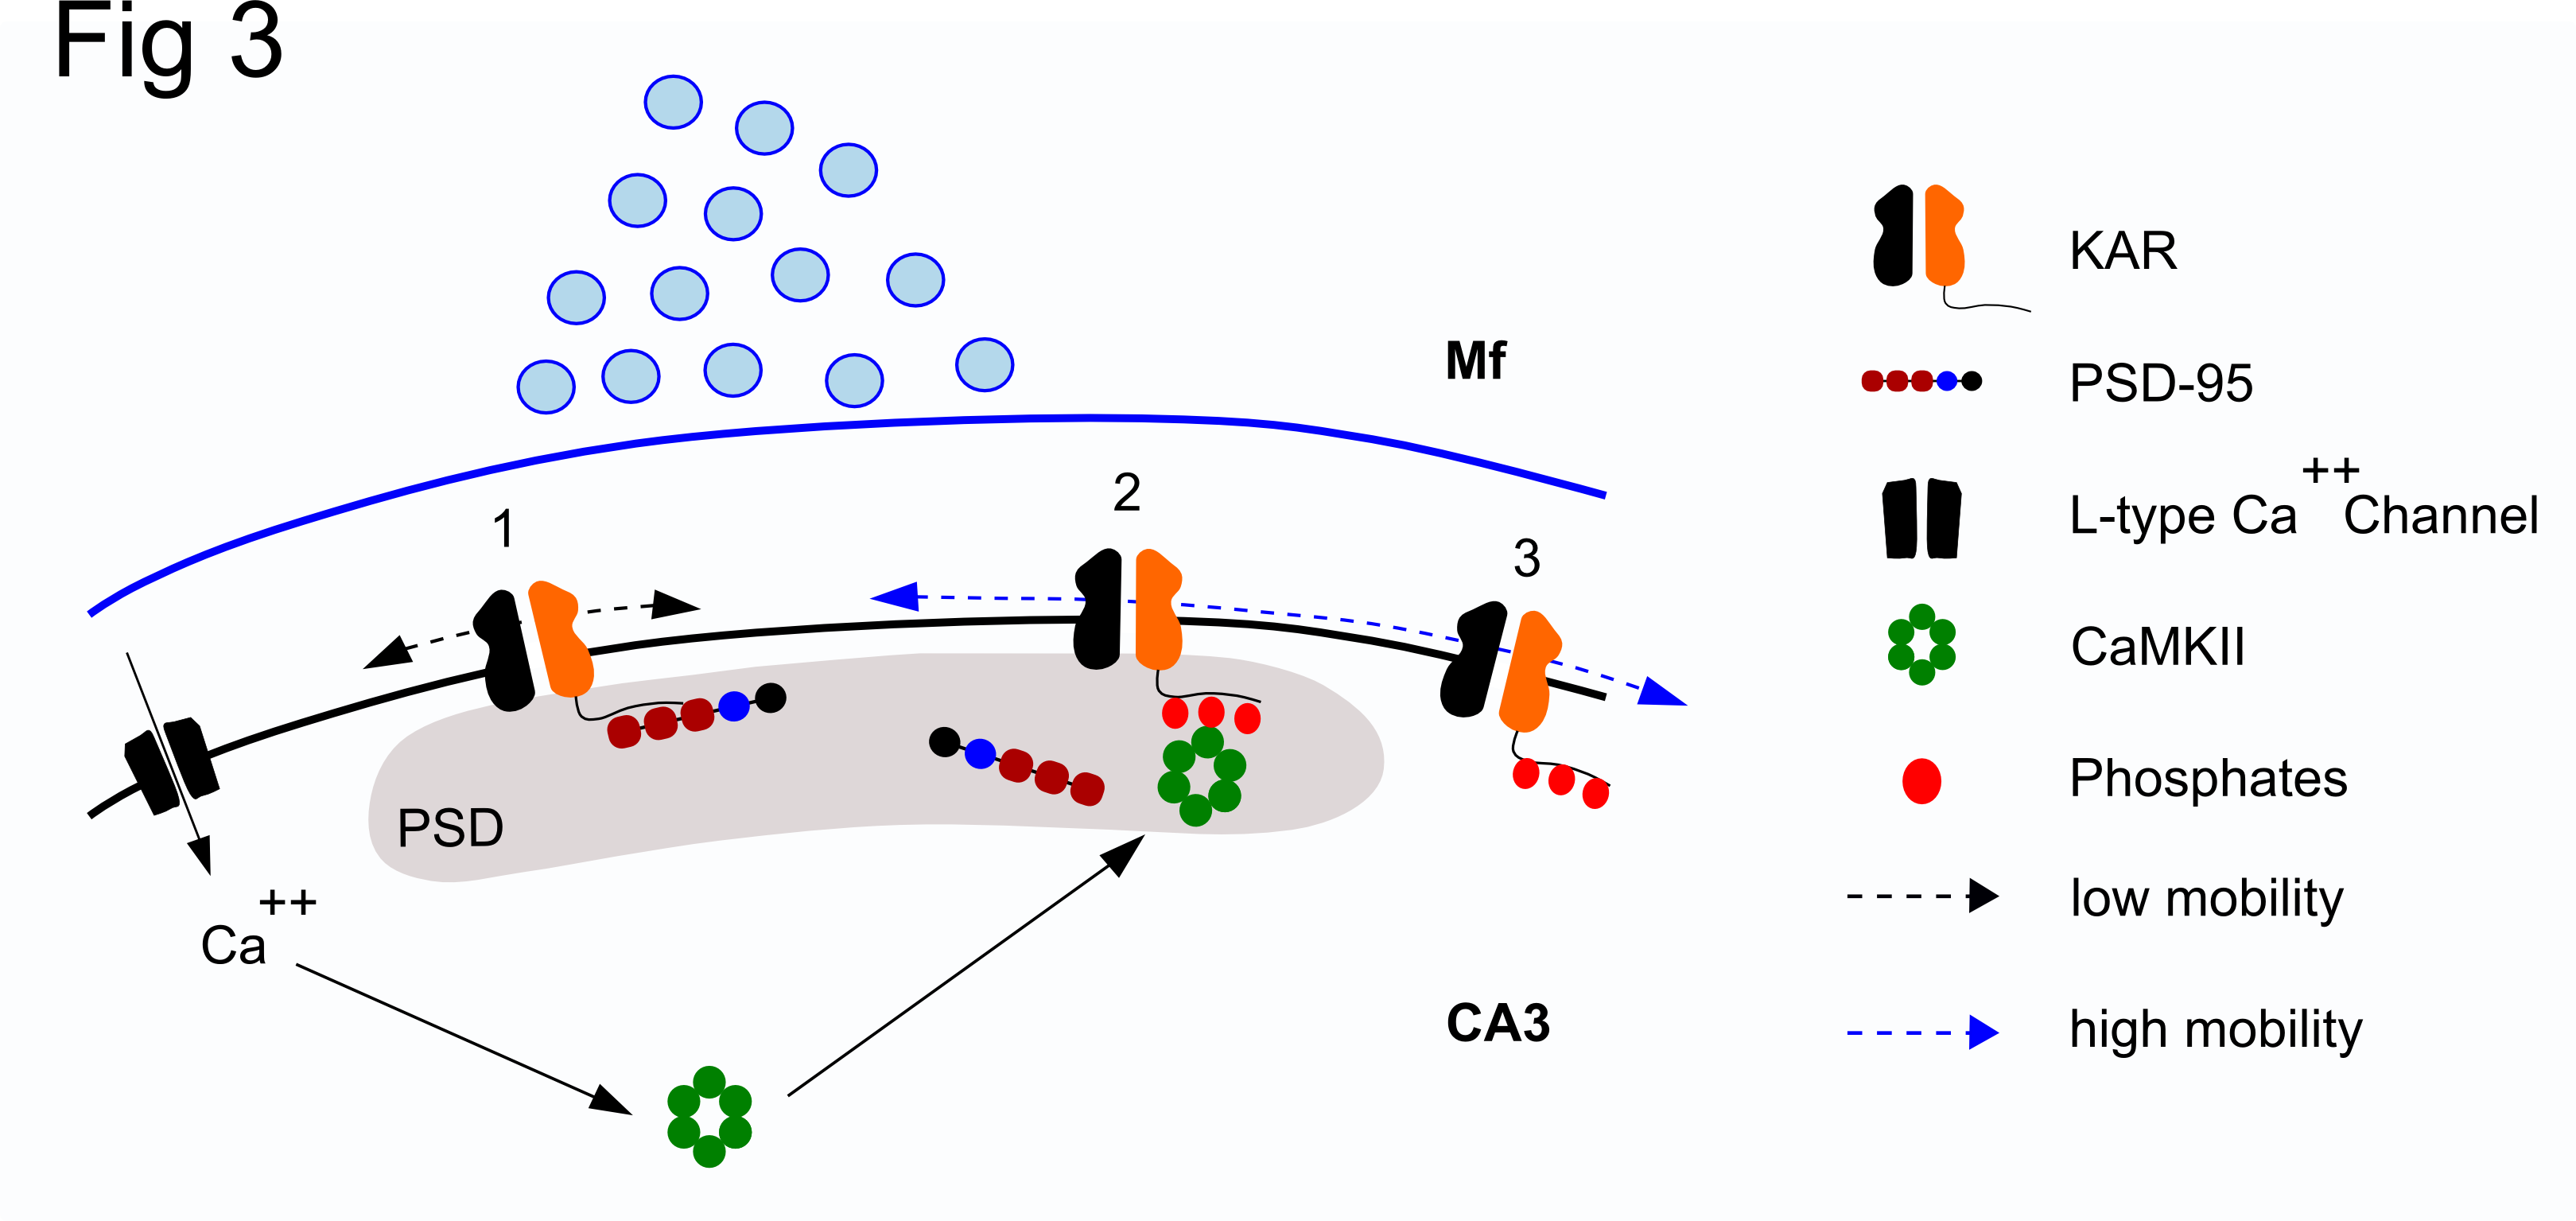 Fig 3
Mf
1
2
3
PSD
Ca++
CA3
KAR
PSD-95
L-type Ca++ Channel
CaMKII
Phosphates
low mobility
high mobility